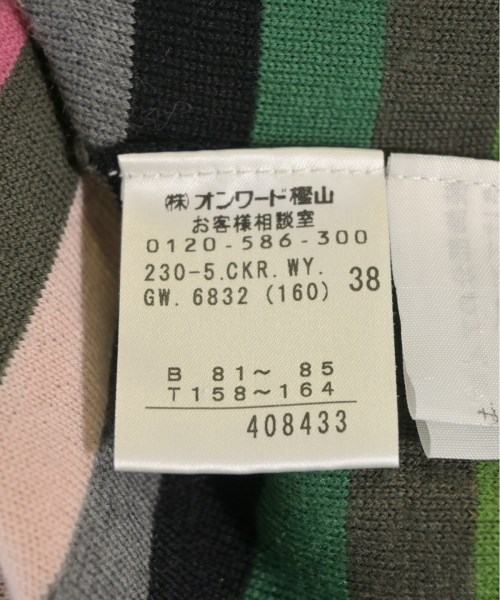 ㈱オンワード樫山
お客様相談室
0120-586-300
230-5.CKR.WY.
GW. 6832 (160) 38
B 81～ 85
T158～164
408433